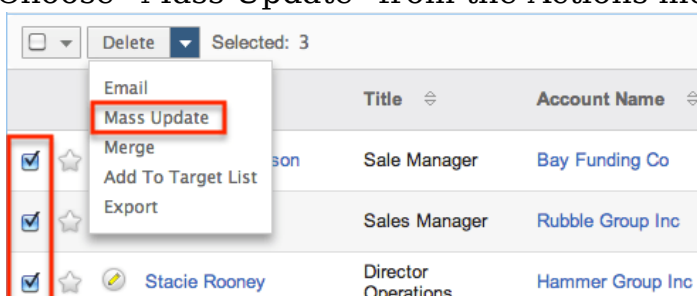 Choose "Mass Update" from the Actions
Delete Selected: 3
Email
Mass Update
Merge
Add To Target List
Export
Title Account Name
son Sale Manager Bay Funding Co
Sales Manager Rubble Group Inc
Stacie Rooney Director Operations Hammer Group Inc